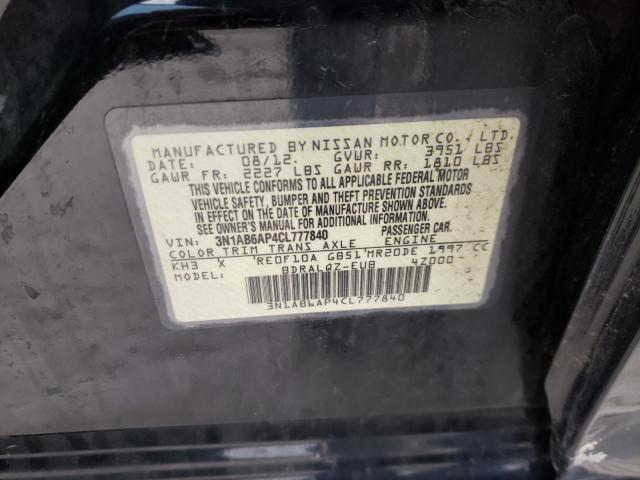 MANUFACTURED BY NISSAN MOTOR CO., LTD.
DATE: 08/12. GVWR: 3951 LBS
GAWR FR: 2227 LBS GAWR RR: 1810 LBS
THIS VEHICLE CONFORMS TO ALL APPLICABLE FEDERAL MOTOR
VEHICLE SAFETY, BUMPER AND THEFT PREVENTION STANDARDS
IN EFFECT ON THE DATE OF MANUFACTURE SHOWN ABOVE.
SEE OWNERS MANUAL FOR ADDITIONAL INFORMATION.
VIN: 3N1AB6AP4CL777840 PASSENGER CAR.
COLOR TRIM TRANS AXLE ENGINE
KH3 X RE0F10A GB51 MR20DE 1997 CC
MODEL: BDRALQZ-EUB 4Z000
3N1AB6AP4CL777840